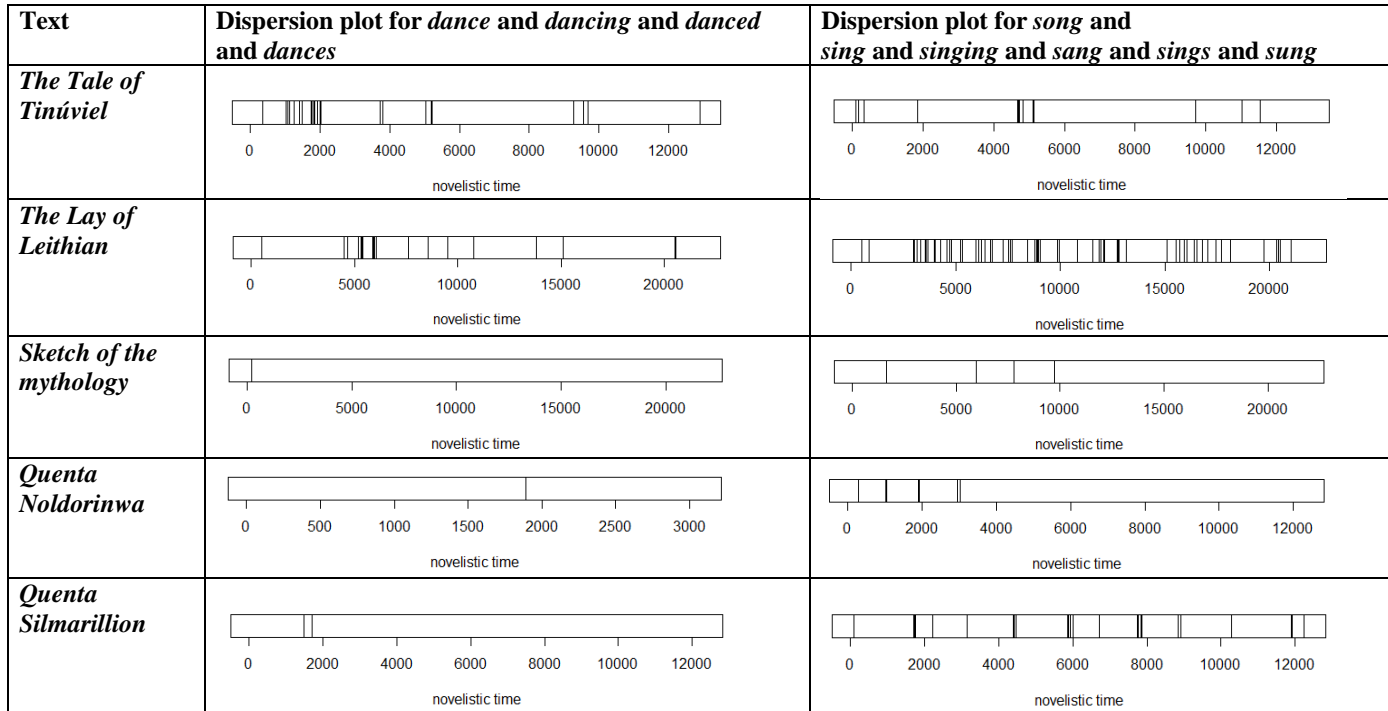 Text
Dispersion plot for dance and dancing and danced
and dances
Dispersion plot for song and
sing and singing and sang and sings and sung
The Tale of
Tinúviel
0 2000 4000 6000 8000 10000 12000
novelistic time
0 2000 4000 6000 8000 10000 12000
novelistic time
The Lay of
Leithian
0 5000 10000 15000 20000
novelistic time
0 5000 10000 15000 20000
novelistic time
Sketch of the
mythology
0 5000 10000 15000 20000
novelistic time
0 5000 10000 15000 20000
novelistic time
Quenta
Noldorinwa
0 500 1000 1500 2000 2500 3000
novelistic time
0 2000 4000 6000 8000 10000 12000
novelistic time
Quenta
Silmarillion
0 2000 4000 6000 8000 10000 12000
novelistic time
0 2000 4000 6000 8000 10000 12000
novelistic time